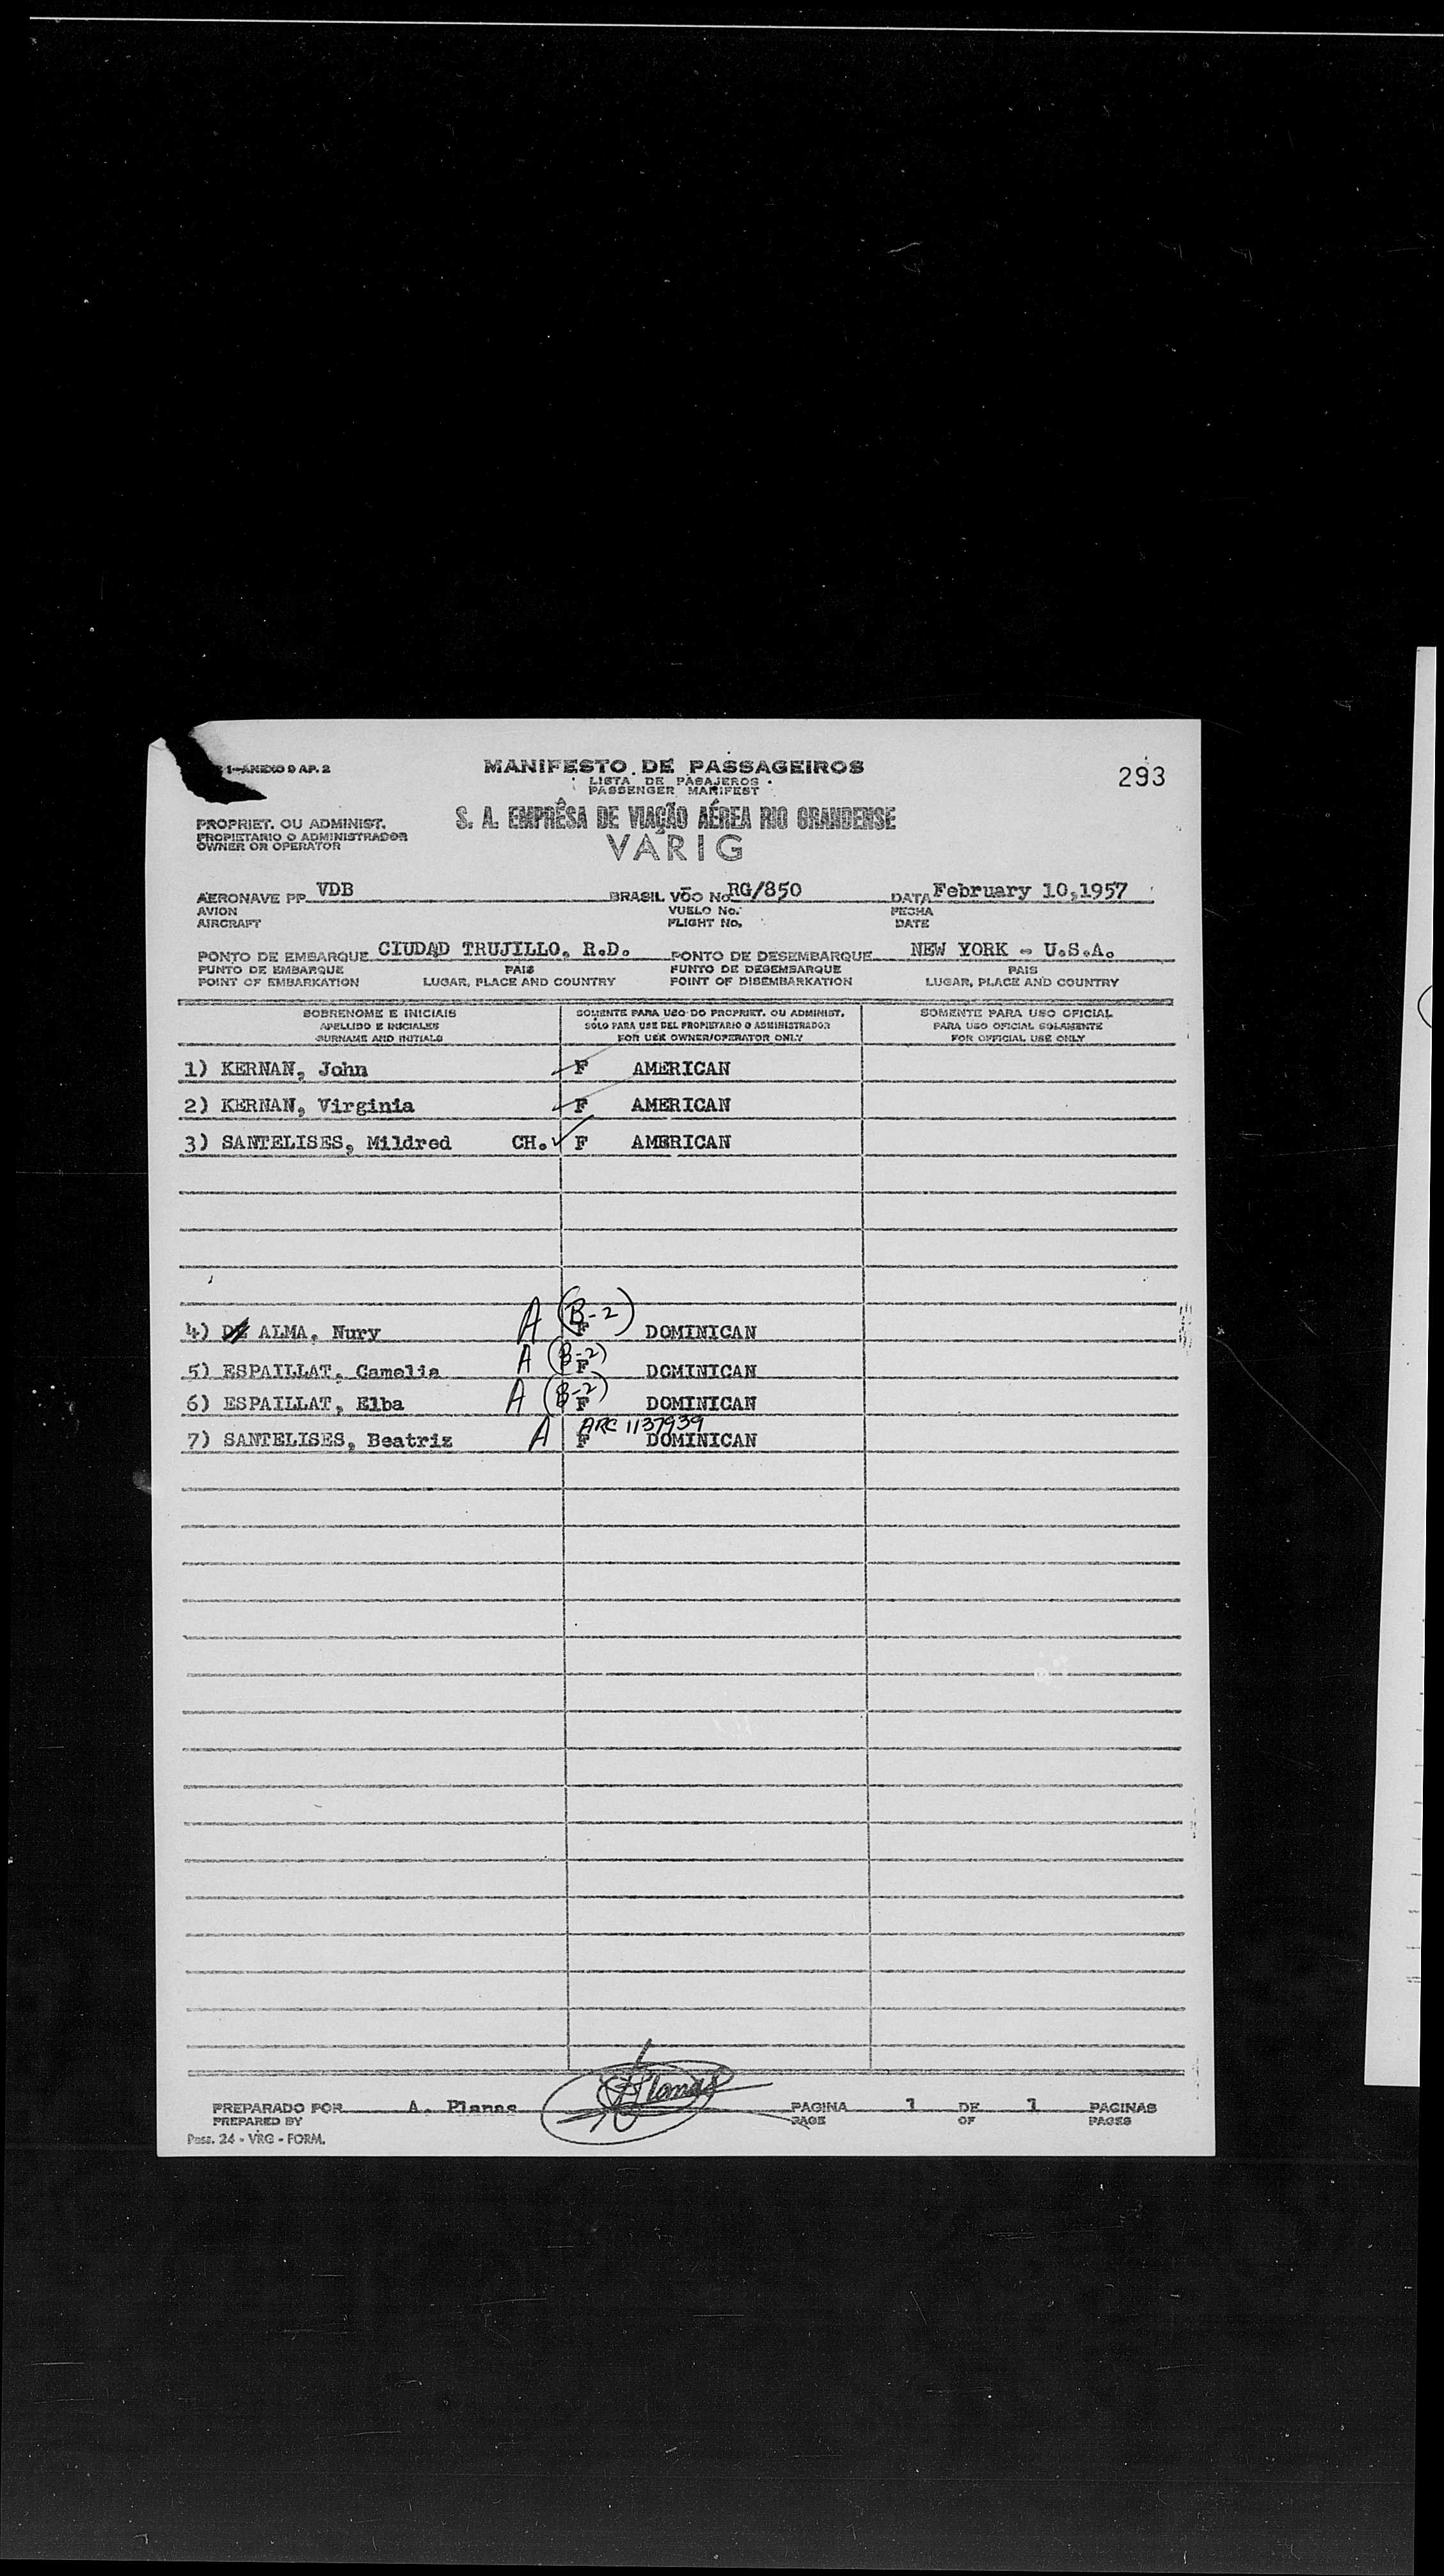 1-ANEXO 9 AP. 2
MANIFESTO DE PASSAGEIROS
LISTA DE PASAJEROS
PASSENGER MANIFEST
293
S. A. EMPRÊSA DE VIAÇÃO AÉREA RIO GRANDENSE
VARIG
PROPRIET. OU ADMINIST.
PROPIETARIO O ADMINISTRADOR
OWNER OR OPERATOR
AERONAVE PP VDB BRASIL VÔO No. RG/850 DATA February 10,1957
AVION VUELO No. FECHA
AIRCRAFT FLIGHT No. DATE
PONTO DE EMBARQUE CIUDAD TRUJILLO, R.D. PONTO DE DESEMBARQUE NEW YORK - U.S.A.
PUNTO DE EMBARQUE PAIS PUNTO DE DESEMBARQUE PAIS
POINT OF EMBARKATION LUGAR, PLACE AND COUNTRY POINT OF DISEMBARKATION LUGAR, PLACE AND COUNTRY
SOBRENOME E INICIAIS SOMENTE PARA USO DO PROPRIET. OU ADMINIST. SOMENTE PARA USO OFICIAL
APELLIDO E INICIALES SOLO PARA USE DEL PROPIETARIO O ADMINISTRADOR PARA USO OFICIAL SOLAMENTE
SURNAME AND INITIALS FOR USE OWNER/OPERATOR ONLY FOR OFFICIAL USE ONLY
1) KERNAN, John F AMERICAN
2) KERNAN, Virginia F AMERICAN
3) SANTELISES, Mildred CH. F AMERICAN
A (B-2)
4) DE ALMA, Nury F DOMINICAN
A (B-2)
5) ESPAILLAT, Camelia F DOMINICAN
A (B-2)
6) ESPAILLAT, Elba F DOMINICAN
A ARC 1137939
7) SANTELISES, Beatriz F DOMINICAN
PREPARADO POR A. Planas APlanas PAGINA 1 DE 1 PAGINAS
PREPARED BY PAGE OF PAGES
Pass. 24 - VRG - FORM.